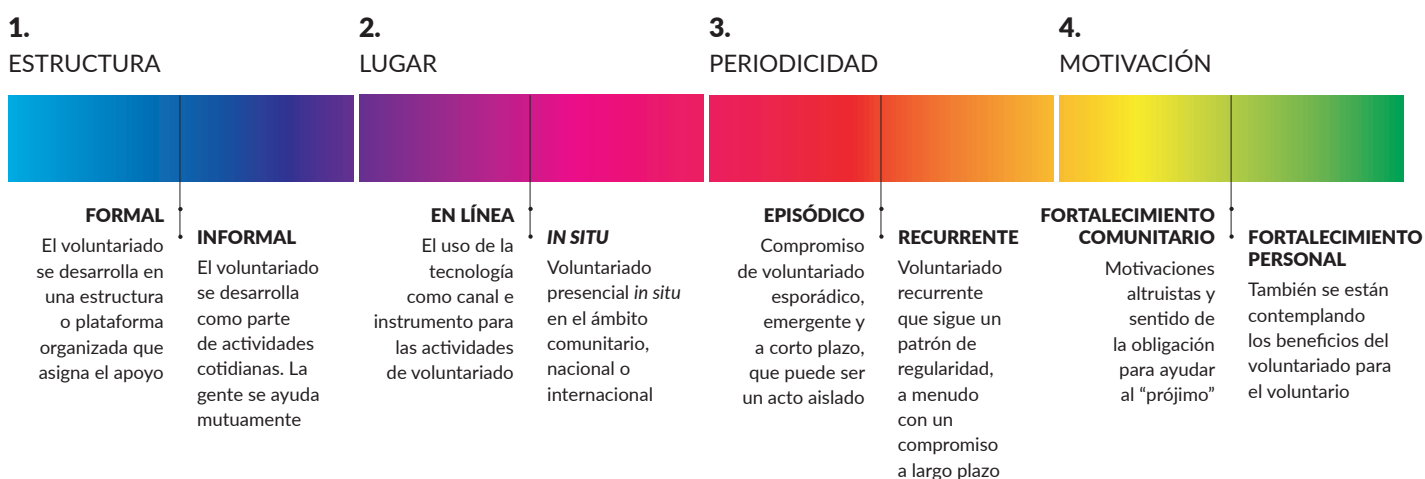 1.
ESTRUCTURA
FORMAL
El voluntariado
se desarrolla en
una estructura
o plataforma
organizada que
asigna el apoyo
INFORMAL
El voluntariado
se desarrolla
como parte
de actividades
cotidianas. La
gente se ayuda
mutuamente
2.
LUGAR
EN LÍNEA
El uso de la
tecnología
como canal e
instrumento para
las actividades
de voluntariado
IN SITU
Voluntariado
presencial in situ
en el ámbito
comunitario,
nacional o
internacional
3.
PERIODICIDAD
EPISÓDICO
Compromiso
de voluntariado
esporádico,
emergente y
a corto plazo,
que puede ser
un acto aislado
RECURRENTE
Voluntariado
recurrente
que sigue un
patrón de
regularidad,
a menudo
con un
compromiso
a largo plazo
4.
MOTIVACIÓN
FORTALECIMIENTO
COMUNITARIO
Motivaciones
altruistas y
sentido de
la obligación
para ayudar
al “prójimo”
FORTALECIMIENTO
PERSONAL
También se están
contemplando
los beneficios del
voluntariado para
el voluntario